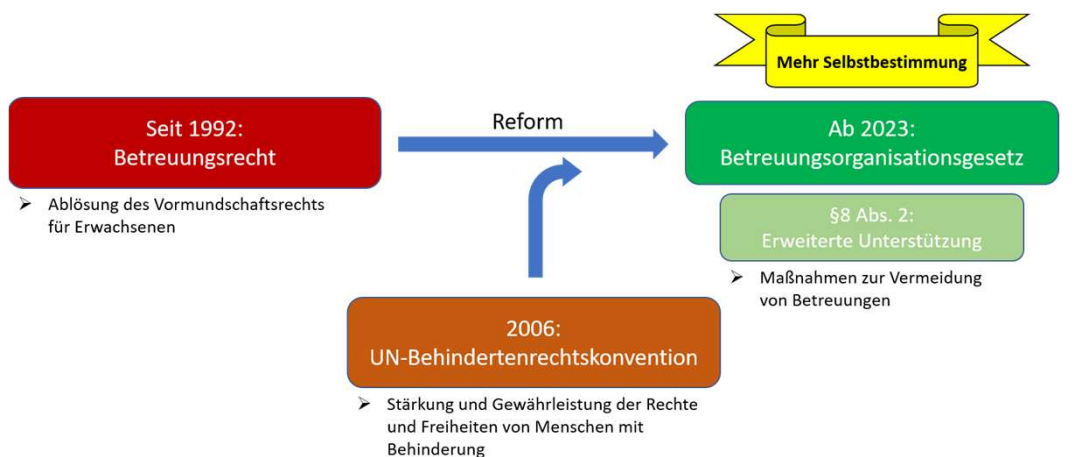 Mehr Selbstbestimmung
Seit 1992:
Betreuungsrecht
➢ Ablösung des Vormundschaftsrechts
für Erwachsenen
Reform
Ab 2023:
Betreuungsorganisationsgesetz
§8 Abs. 2:
Erweiterte Unterstützung
➢ Maßnahmen zur Vermeidung
von Betreuungen
2006:
UN-Behindertenrechtskonvention
➢ Stärkung und Gewährleistung der Rechte
und Freiheiten von Menschen mit
Behinderung